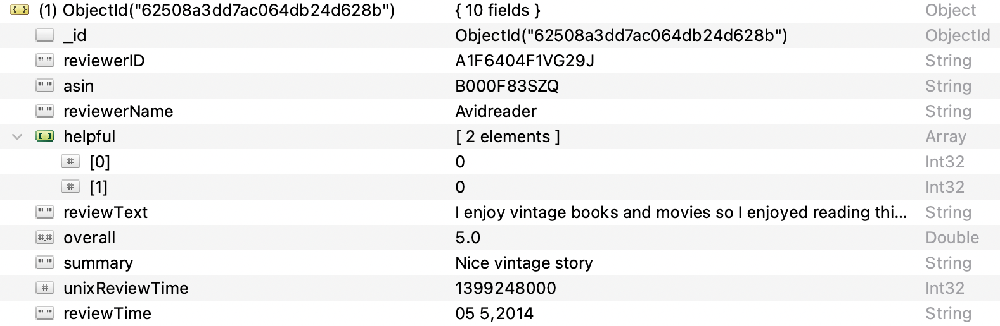 (1) ObjectId("62508a3dd7ac064db24d628b") { 10 fields } Object
_id ObjectId("62508a3dd7ac064db24d628b") ObjectId
"" reviewerID A1F6404F1VG29J String
"" asin B000F83SZQ String
"" reviewerName Avidreader String
helpful [ 2 elements ] Array
# [0] 0 Int32
# [1] 0 Int32
"" reviewText I enjoy vintage books and movies so I enjoyed reading thi... String
#.# overall 5.0 Double
"" summary Nice vintage story String
# unixReviewTime 1399248000 Int32
"" reviewTime 05 5,2014 String